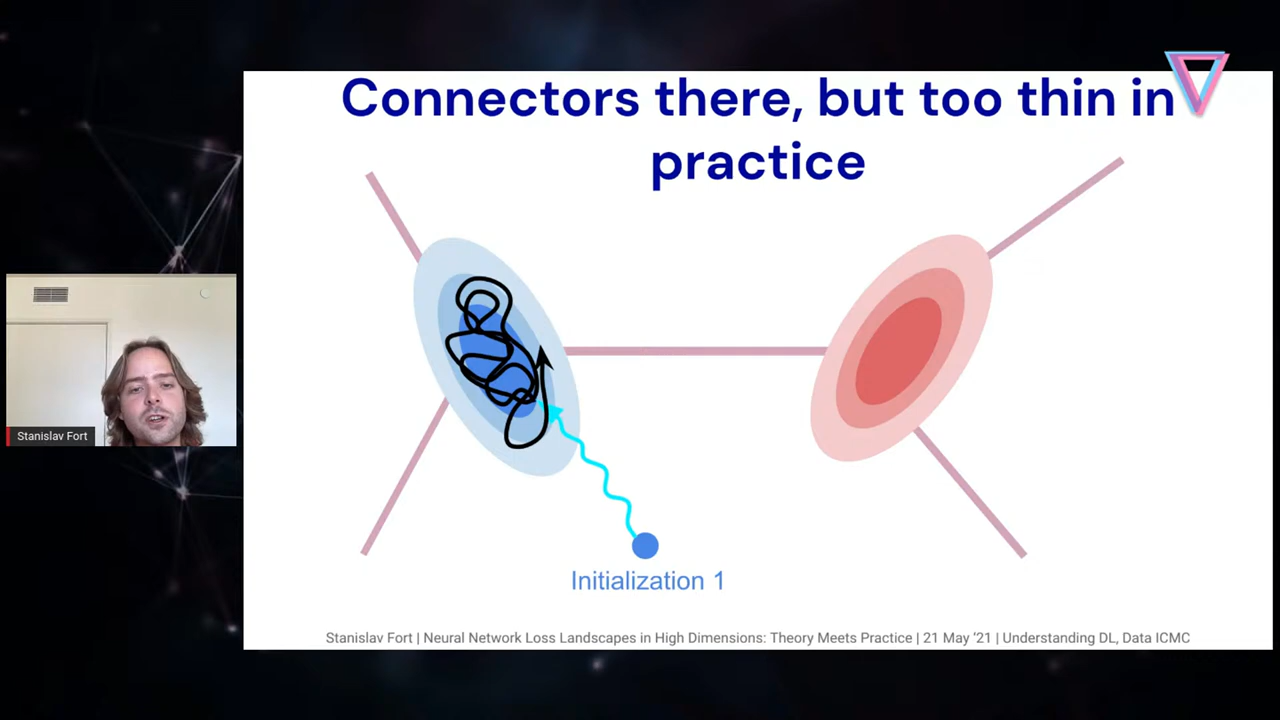 Connectors there, but too thin in
practice
Stanislav Fort
Initialization 1
Stanislav Fort | Neural Network Loss Landscapes in High Dimensions: Theory Meets Practice | 21 May '21 | Understanding DL, Data ICMC